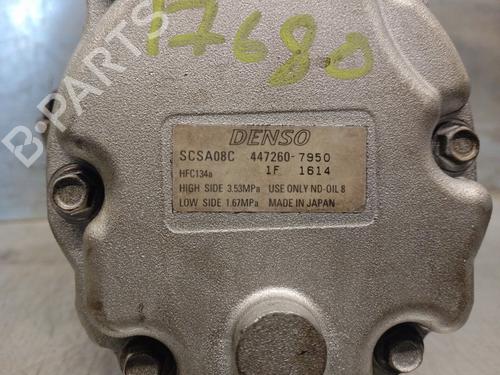 17680
B-PARTS
DENSO
SCSA08C 447260-7950
HFC134a 1F 1614
HIGH SIDE 3.53MPa USE ONLY ND-OIL 8
LOW SIDE 1.67MPa MADE IN JAPAN